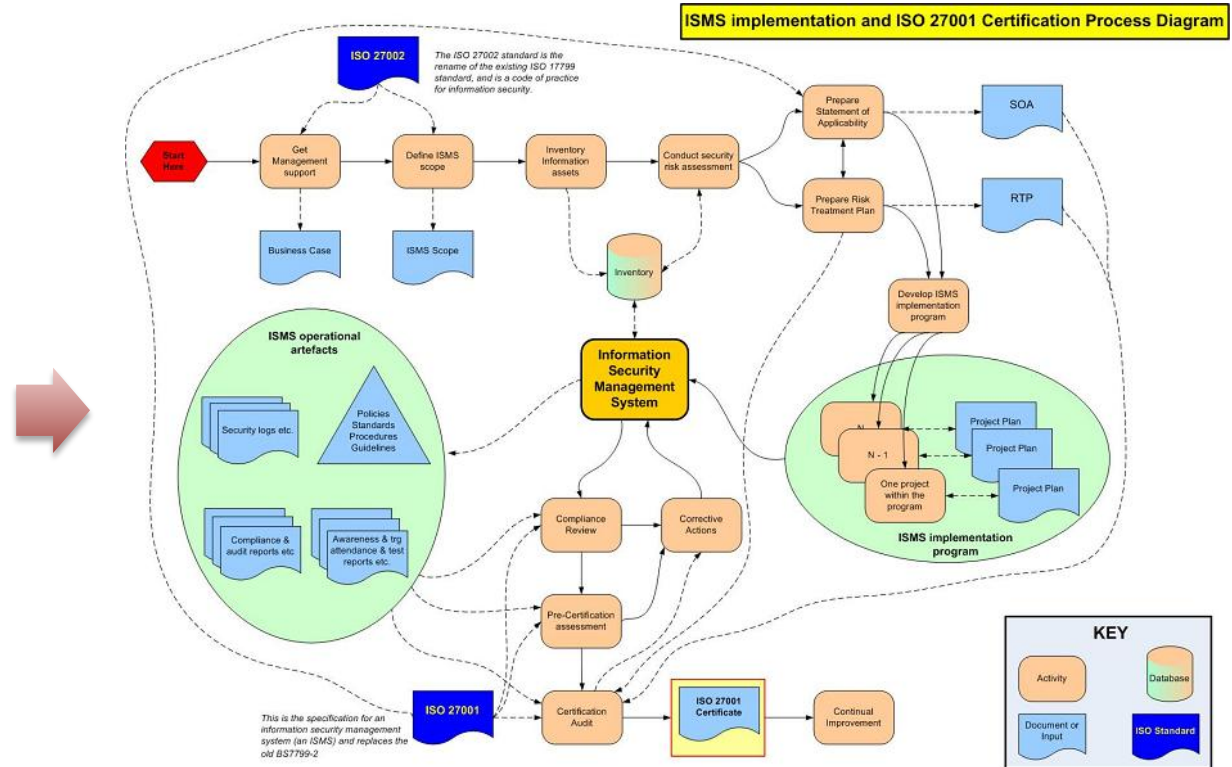 ISMS implementation and ISO 27001 Certification Process Diagram
ISO 27002
The ISO 27002 standard is the
rename of the existing ISO 17799
standard, and is a code of practice
for information security.
Start
Here
Get
Management
support
Define ISMS
scope
Inventory
Information
assets
Conduct security
risk assessment
Prepare
Statement of
Applicability
SOA
Prepare Risk
Treatment Plan
RTP
Business Case
ISMS Scope
Inventory
Develop ISMS
implementation
program
ISMS operational
artefacts
Security logs etc.
Policies
Standards
Procedures
Guidelines
Compliance &
audit reports etc
Awareness & trg
attendance & test
reports etc.
Information
Security
Management
System
N
N - 1
One project
within the
program
Project Plan
Project Plan
Project Plan
ISMS implementation
program
Compliance
Review
Corrective
Actions
Pre-Certification
assessment
ISO 27001
This is the specification for an
information security management
system (an ISMS) and replaces the
old BS7799-2
Certification
Audit
ISO 27001
Certificate
Continual
Improvement
KEY
Activity
Database
Document or
Input
ISO Standard